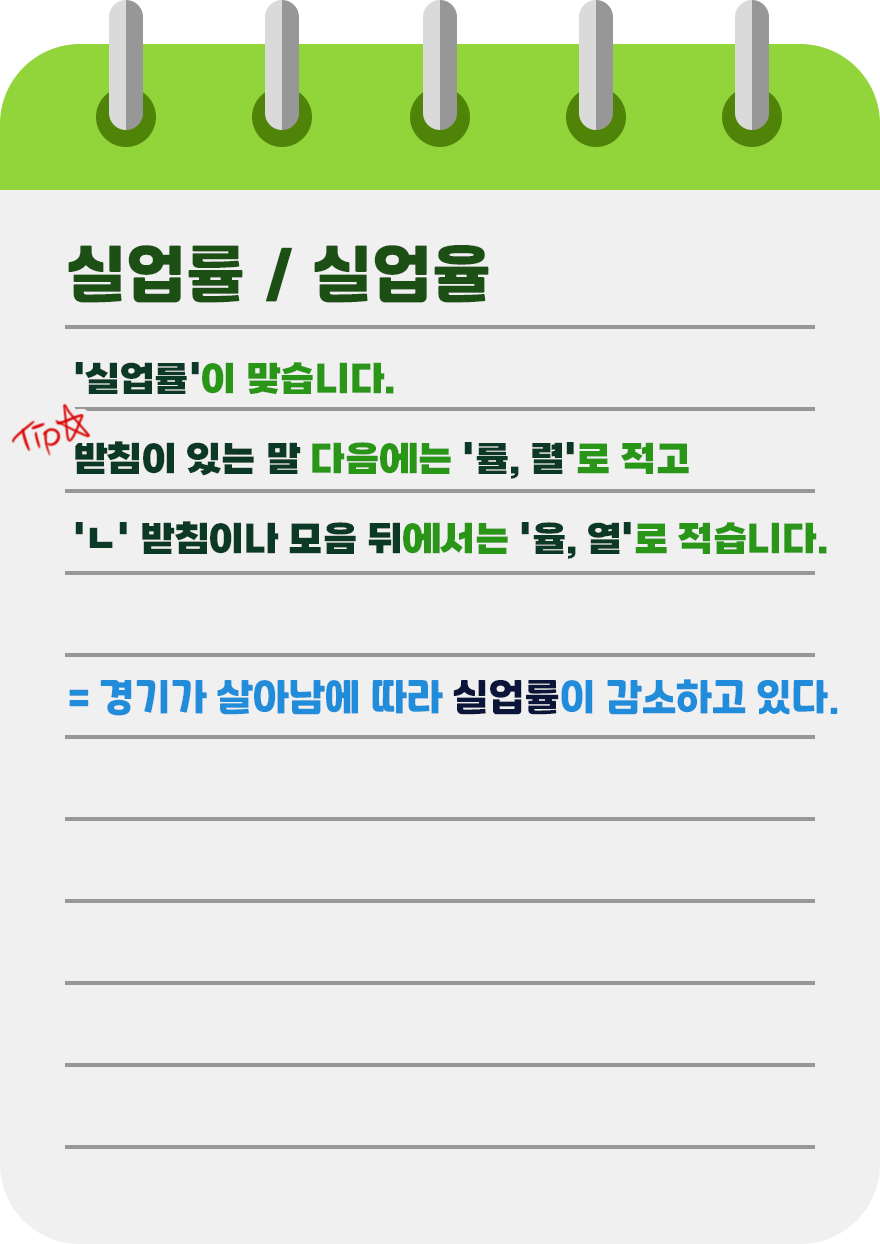 실업률 / 실업율
'실업률'이 맞습니다.
Tip☆
받침이 있는 말 다음에는 '률, 렬'로 적고
'ㄴ' 받침이나 모음 뒤에서는 '율, 열'로 적습니다.
= 경기가 살아남에 따라 실업률이 감소하고 있다.